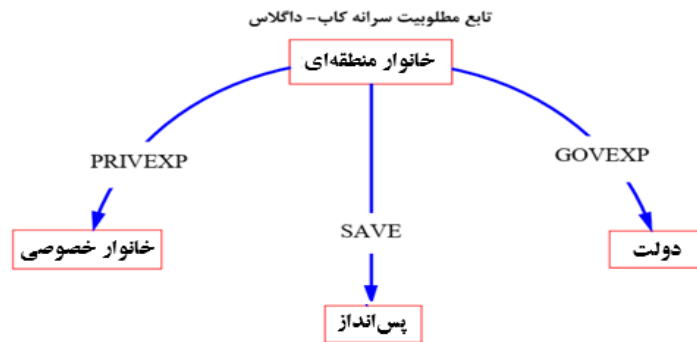 تابع مطلوبیت سرانه کاب- داگلاس
خانوار منطقه‌ای
PRIVEXP
GOVEXP
SAVE
خانوار خصوصی
دولت
پس‌انداز